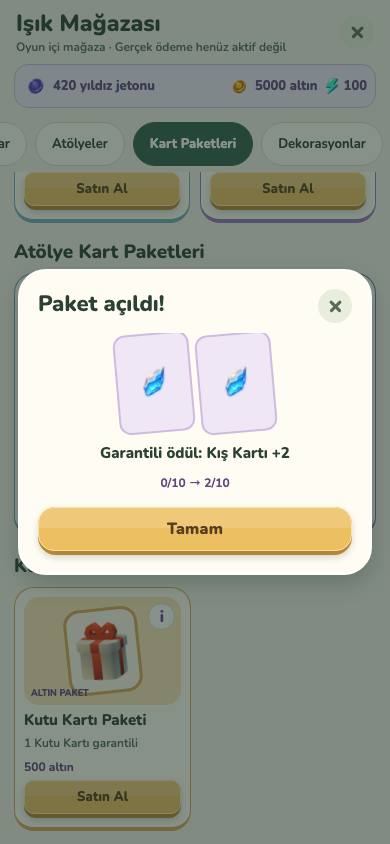 Işık Mağazası
Oyun içi mağaza · Gerçek ödeme henüz aktif değil
420 yıldız jetonu 5000 altın 100
ar Atölyeler Kart Paketleri Dekorasyonlar
Satın Al Satın Al
Atölye Kart Paketleri
Paket açıldı!
Garantili ödül: Kış Kartı +2
0/10 → 2/10
Tamam
K
i
ALTIN PAKET
Kutu Kartı Paketi
1 Kutu Kartı garantili
500 altın
Satın Al